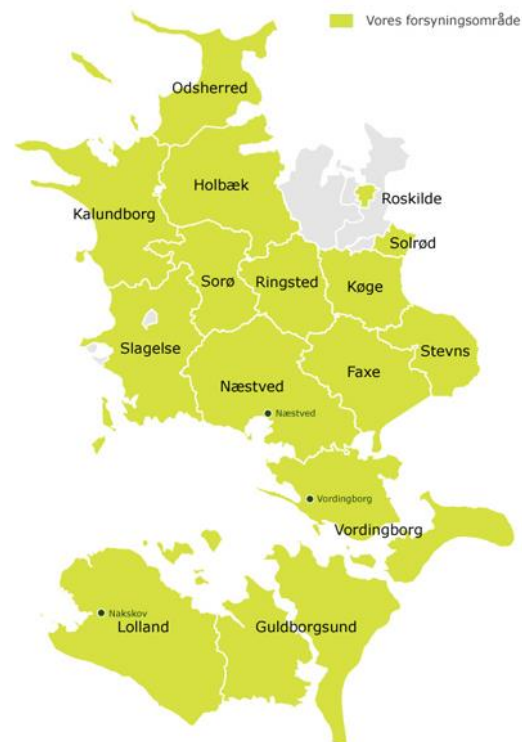 Vores forsyningsområde
Odsherred
Holbæk
Roskilde
Kalundborg
Solrød
Sorø
Ringsted
Køge
Slagelse
Stevns
Næstved
Faxe
Næstved
Vordingborg
Vordingborg
Nakskov
Lolland
Guldborgsund